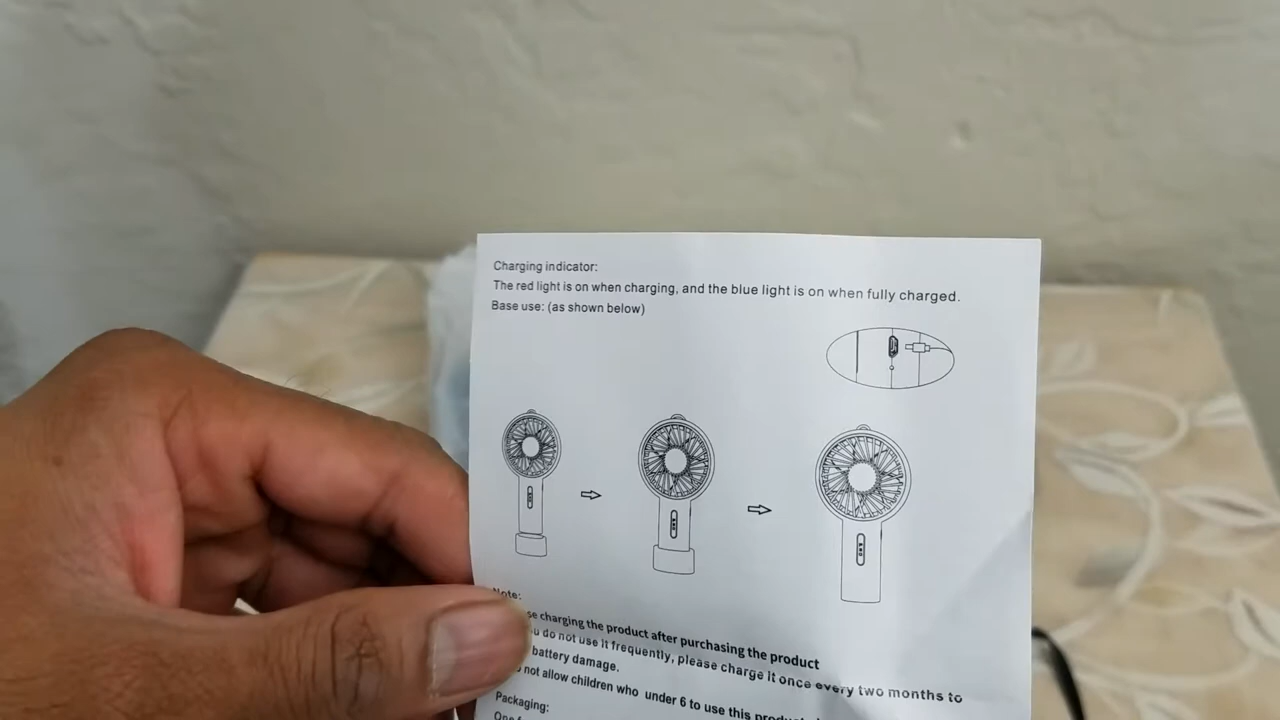 Charging indicator:
The red light is on when charging, and the blue light is on when fully charged.
Base use: (as shown below)
Note:
charging the product after purchasing the product
do not use it frequently, please charge it once every two months to
battery damage.
not allow children who under 6 to use this
Packaging: